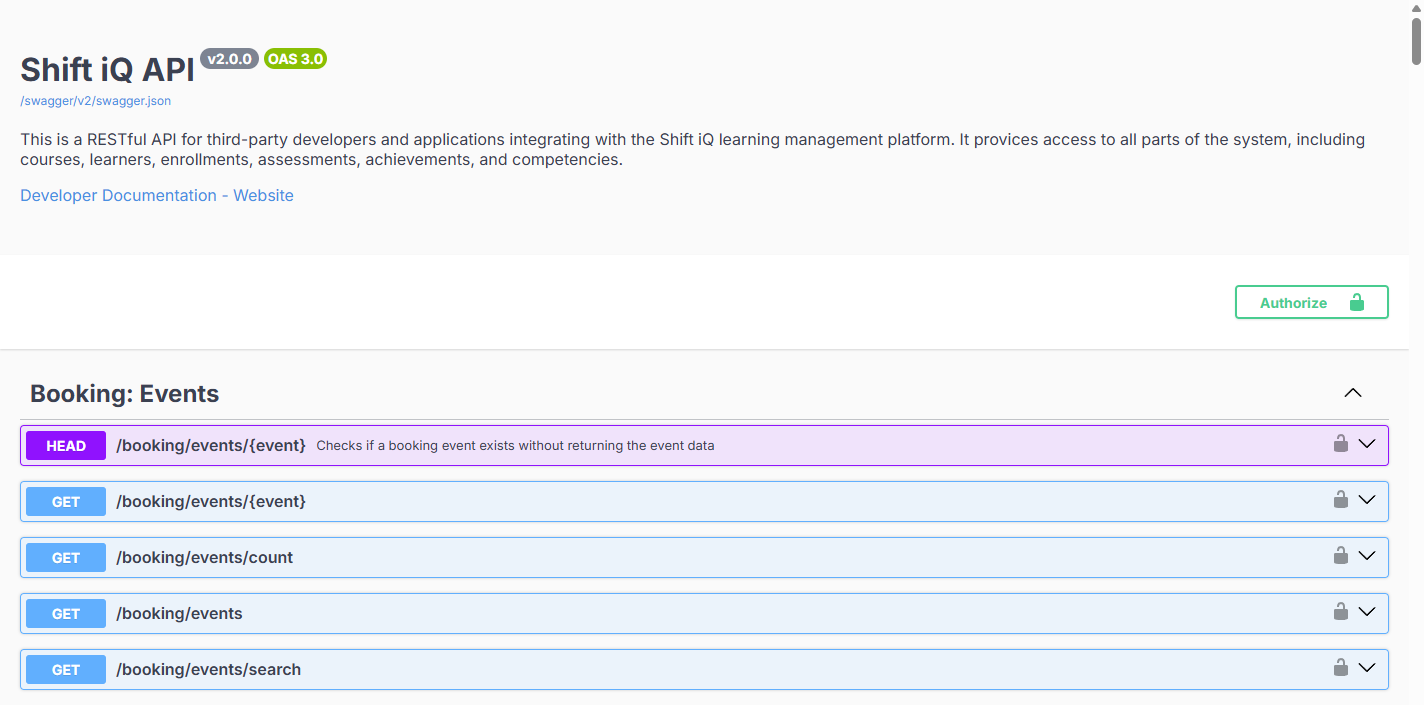 Shift iQ API v2.0.0 OAS 3.0
/swagger/v2/swagger.json
This is a RESTful API for third-party developers and applications integrating with the Shift iQ learning management platform. It provices access to all parts of the system, including
courses, learners, enrollments, assessments, achievements, and competencies.
Developer Documentation - Website
Authorize
Booking: Events
HEAD /booking/events/{event} Checks if a booking event exists without returning the event data
GET /booking/events/{event}
GET /booking/events/count
GET /booking/events
GET /booking/events/search